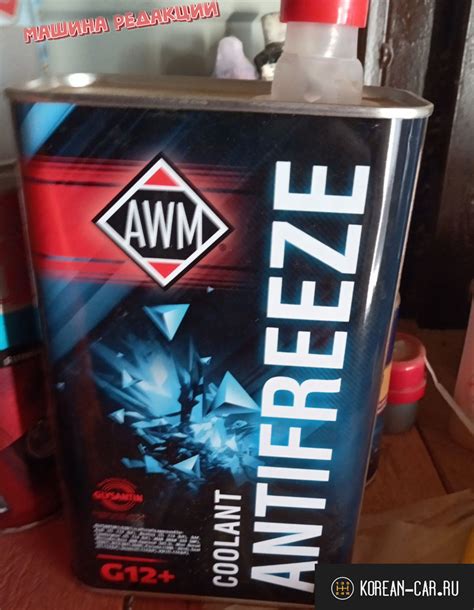 МАШИНА РЕДАКЦИИ
AWM
COOLANT
ANTIFREEZE
GLYSANTIN
G12+
KOREAN-CAR.RU